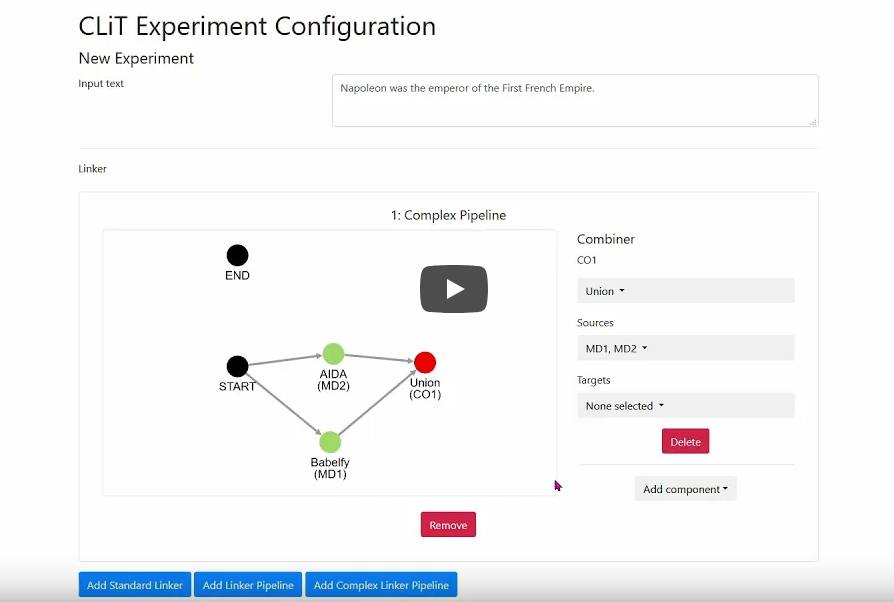 CLiT Experiment Configuration
New Experiment
Input text
Napoleon was the emperor of the First French Empire.
Linker
1: Complex Pipeline
END
START
AIDA
(MD2)
Union
(CO1)
Babelfy
(MD1)
Combiner
CO1
Union
Sources
MD1, MD2
Targets
None selected
Delete
Add component
Remove
Add Standard Linker
Add Linker Pipeline
Add Complex Linker Pipeline